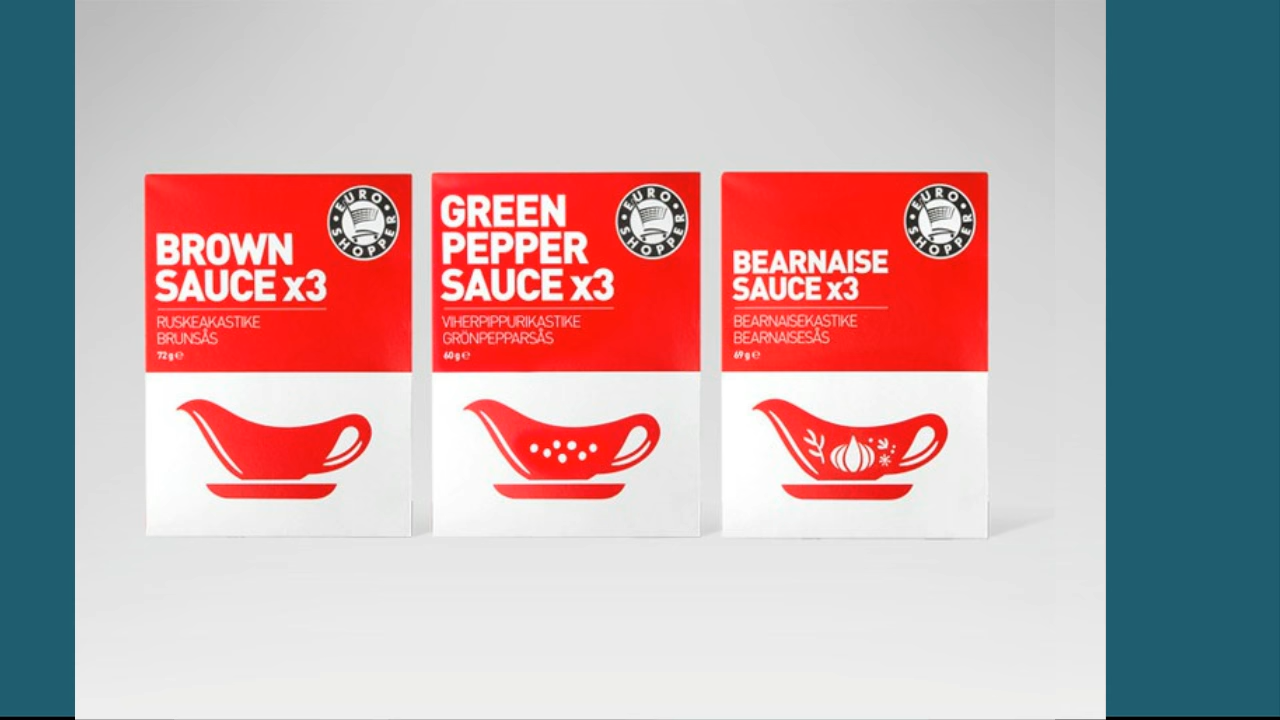 EURO SHOPPER
BROWN
SAUCE x3
RUSKEAKASTIKE
BRUNSÅS
72 g ℮
EURO SHOPPER
GREEN
PEPPER
SAUCE x3
VIHERPIPPURIKASTIKE
GRÖNPEPPARSÅS
60 g ℮
EURO SHOPPER
BEARNAISE
SAUCE x3
BEARNAISEKASTIKE
BEARNAISESÅS
69 g ℮